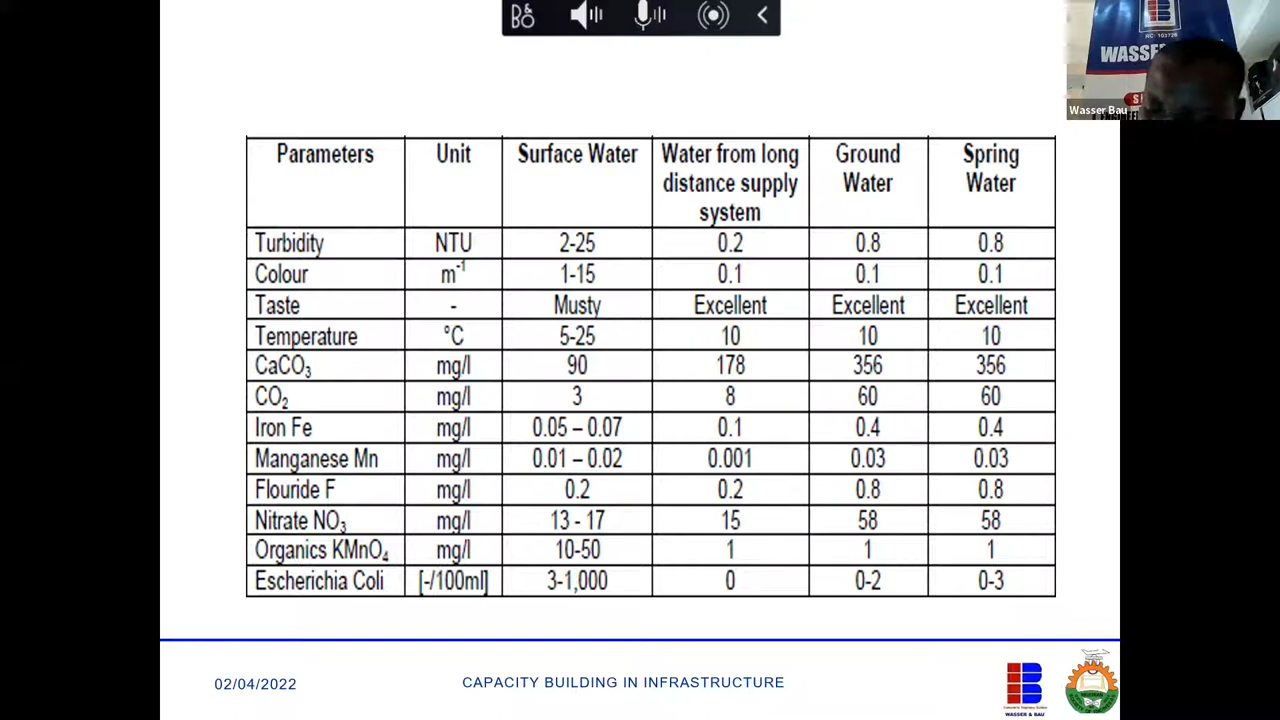 RC: 103726
WASSE
Wasser Bau
Parameters Unit Surface Water Water from long distance supply system Ground Water Spring Water
Turbidity NTU 2-25 0.2 0.8 0.8
Colour m-1 1-15 0.1 0.1 0.1
Taste - Musty Excellent Excellent Excellent
Temperature °C 5-25 10 10 10
CaCO3 mg/l 90 178 356 356
CO2 mg/l 3 8 60 60
Iron Fe mg/l 0.05 – 0.07 0.1 0.4 0.4
Manganese Mn mg/l 0.01 – 0.02 0.001 0.03 0.03
Flouride F mg/l 0.2 0.2 0.8 0.8
Nitrate NO3 mg/l 13 - 17 15 58 58
Organics KMnO4 mg/l 10-50 1 1 1
Escherichia Coli [-/100ml] 3-1,000 0 0-2 0-3
02/04/2022
CAPACITY BUILDING IN INFRASTRUCTURE
WASSER & BAU